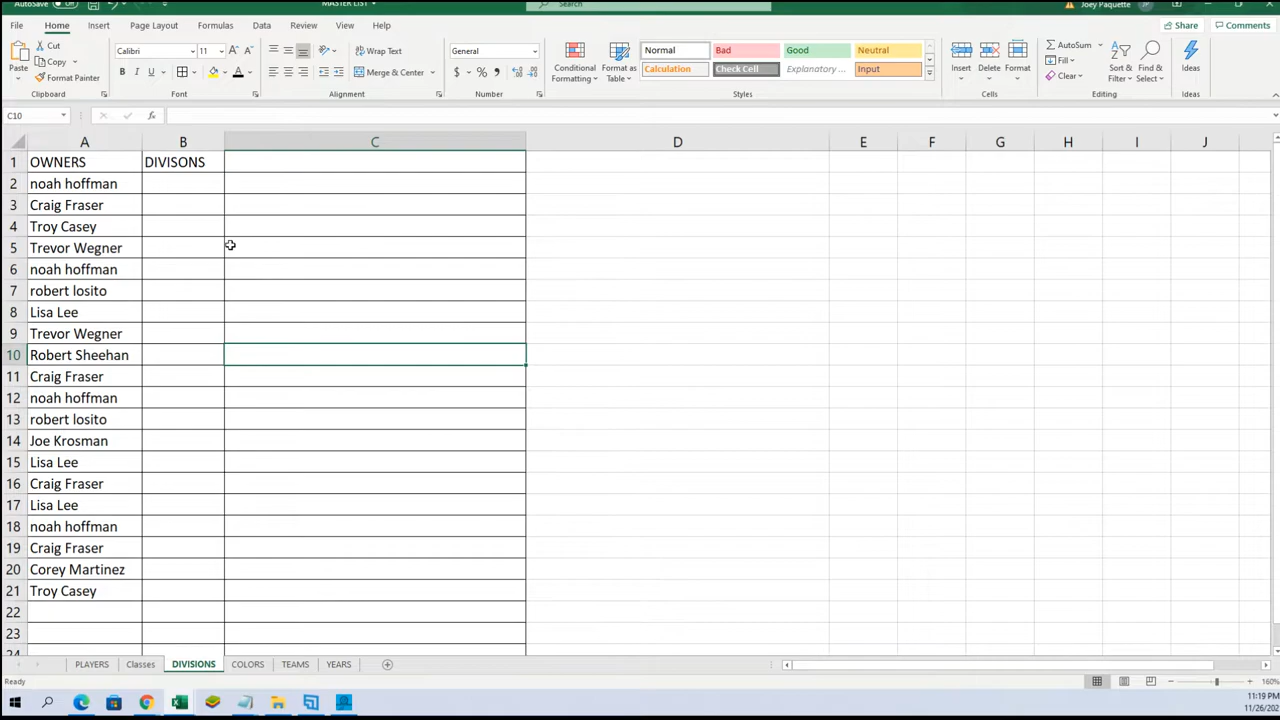 AutoSave
MASTER LIST
Search
Joey Paquette
File Home Insert Page Layout Formulas Data Review View Help
Share Comments
Paste Cut Copy Format Painter
Calibri 11
Wrap Text
Merge & Center
General
Conditional Formatting
Format as Table
Normal Bad Good Neutral
Calculation Check Cell Explanatory ... Input
Insert Delete Format
AutoSum Fill Clear
Sort & Filter
Find & Select
Ideas
Clipboard Font Alignment Number Styles Cells Editing Ideas
C10 fx
A B C D E F G H I J
1 OWNERS DIVISONS
2 noah hoffman
3 Craig Fraser
4 Troy Casey
5 Trevor Wegner
6 noah hoffman
7 robert losito
8 Lisa Lee
9 Trevor Wegner
10 Robert Sheehan
11 Craig Fraser
12 noah hoffman
13 robert losito
14 Joe Krosman
15 Lisa Lee
16 Craig Fraser
17 Lisa Lee
18 noah hoffman
19 Craig Fraser
20 Corey Martinez
21 Troy Casey
22
23
24
PLAYERS Classes DIVISIONS COLORS TEAMS YEARS
Ready
160%
11:19 PM
11/26/202